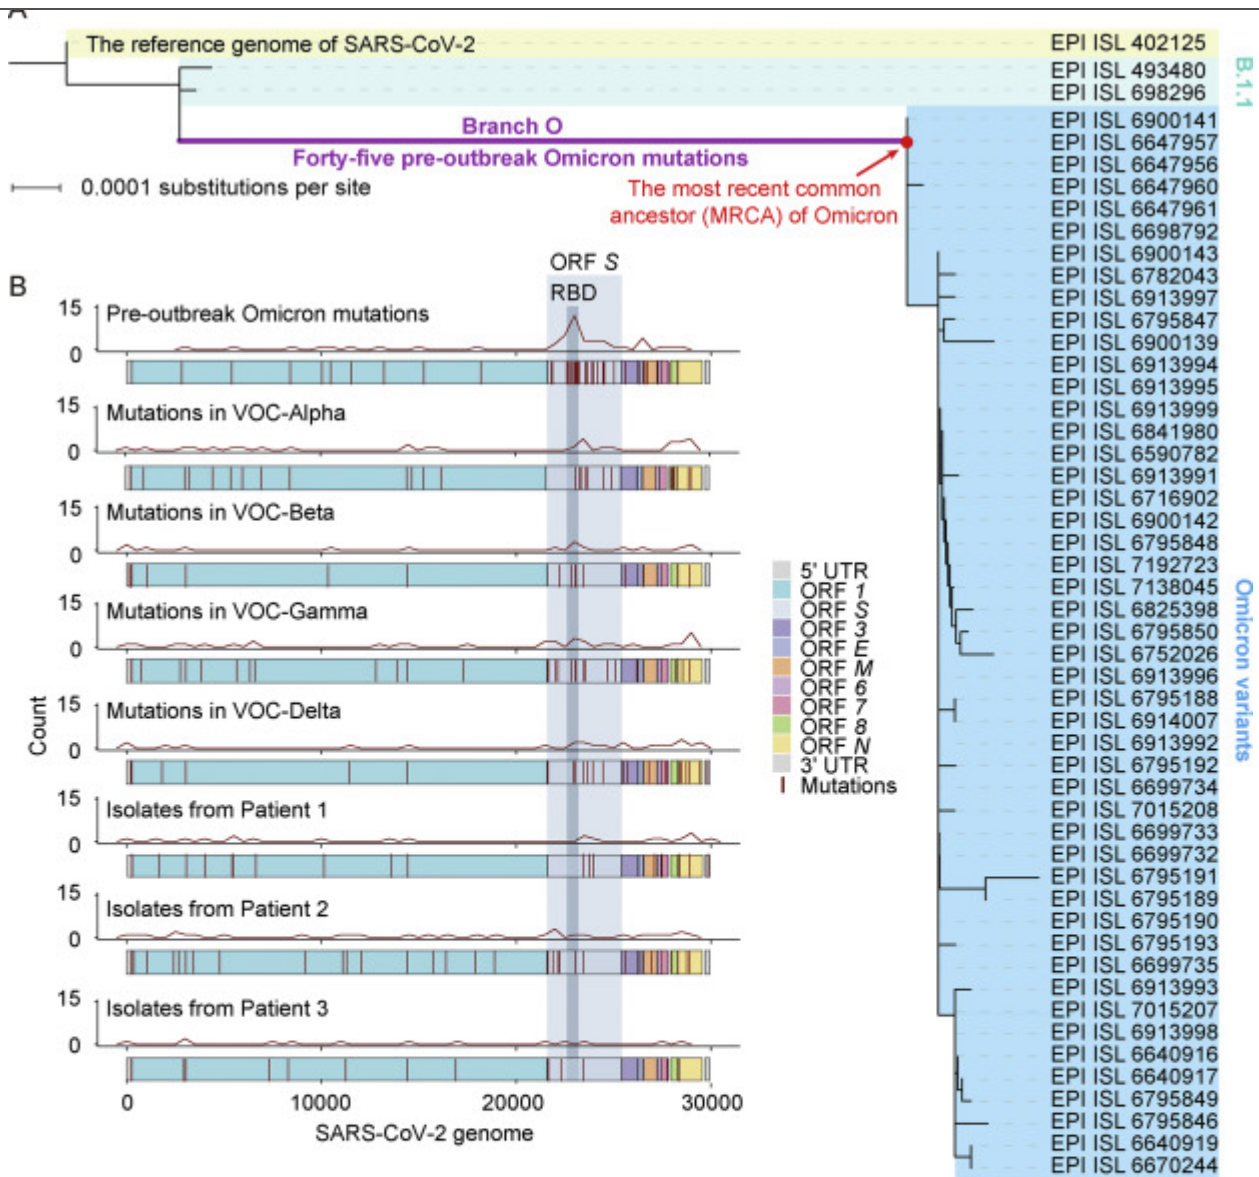 A
The reference genome of SARS-CoV-2
EPI ISL 402125
EPI ISL 493480
EPI ISL 698296
B.1.1
Branch O
Forty-five pre-outbreak Omicron mutations
0.0001 substitutions per site
The most recent common
ancestor (MRCA) of Omicron
EPI ISL 6900141
EPI ISL 6647957
EPI ISL 6647956
EPI ISL 6647960
EPI ISL 6647961
EPI ISL 6698792
EPI ISL 6900143
EPI ISL 6782043
EPI ISL 6913997
EPI ISL 6795847
EPI ISL 6900139
EPI ISL 6913994
EPI ISL 6913995
EPI ISL 6913999
EPI ISL 6841980
EPI ISL 6590782
EPI ISL 6913991
EPI ISL 6716902
EPI ISL 6900142
EPI ISL 6795848
EPI ISL 7192723
EPI ISL 7138045
EPI ISL 6825398
EPI ISL 6795850
EPI ISL 6752026
EPI ISL 6913996
EPI ISL 6795188
EPI ISL 6914007
EPI ISL 6913992
EPI ISL 6795192
EPI ISL 6699734
EPI ISL 7015208
EPI ISL 6699733
EPI ISL 6699732
EPI ISL 6795191
EPI ISL 6795189
EPI ISL 6795190
EPI ISL 6795193
EPI ISL 6699735
EPI ISL 6913993
EPI ISL 7015207
EPI ISL 6913998
EPI ISL 6640916
EPI ISL 6640917
EPI ISL 6795849
EPI ISL 6795846
EPI ISL 6640919
EPI ISL 6670244
Omicron variants
B
ORF S
RBD
15
Pre-outbreak Omicron mutations
0
15
Mutations in VOC-Alpha
0
15
Mutations in VOC-Beta
0
15
Mutations in VOC-Gamma
0
15
Mutations in VOC-Delta
0
15
Isolates from Patient 1
0
15
Isolates from Patient 2
0
15
Isolates from Patient 3
0
Count
0 10000 20000 30000
SARS-CoV-2 genome
5' UTR
ORF 1
ORF S
ORF 3
ORF E
ORF M
ORF 6
ORF 7
ORF 8
ORF N
3' UTR
Mutations